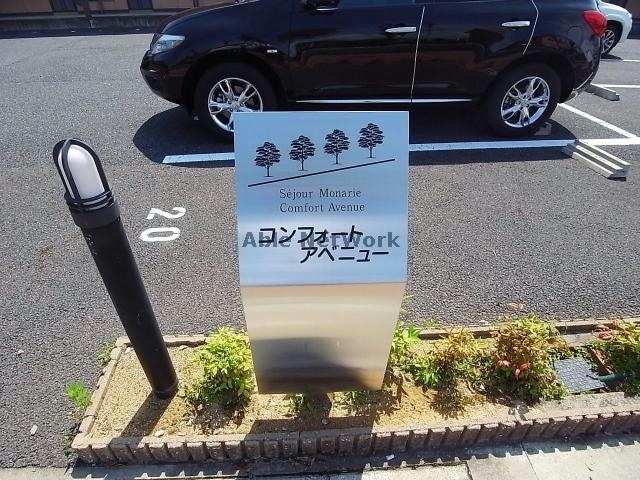 Séjour Monarie
Comfort Avenue
コンフォート
アベニュー
Able Network
20